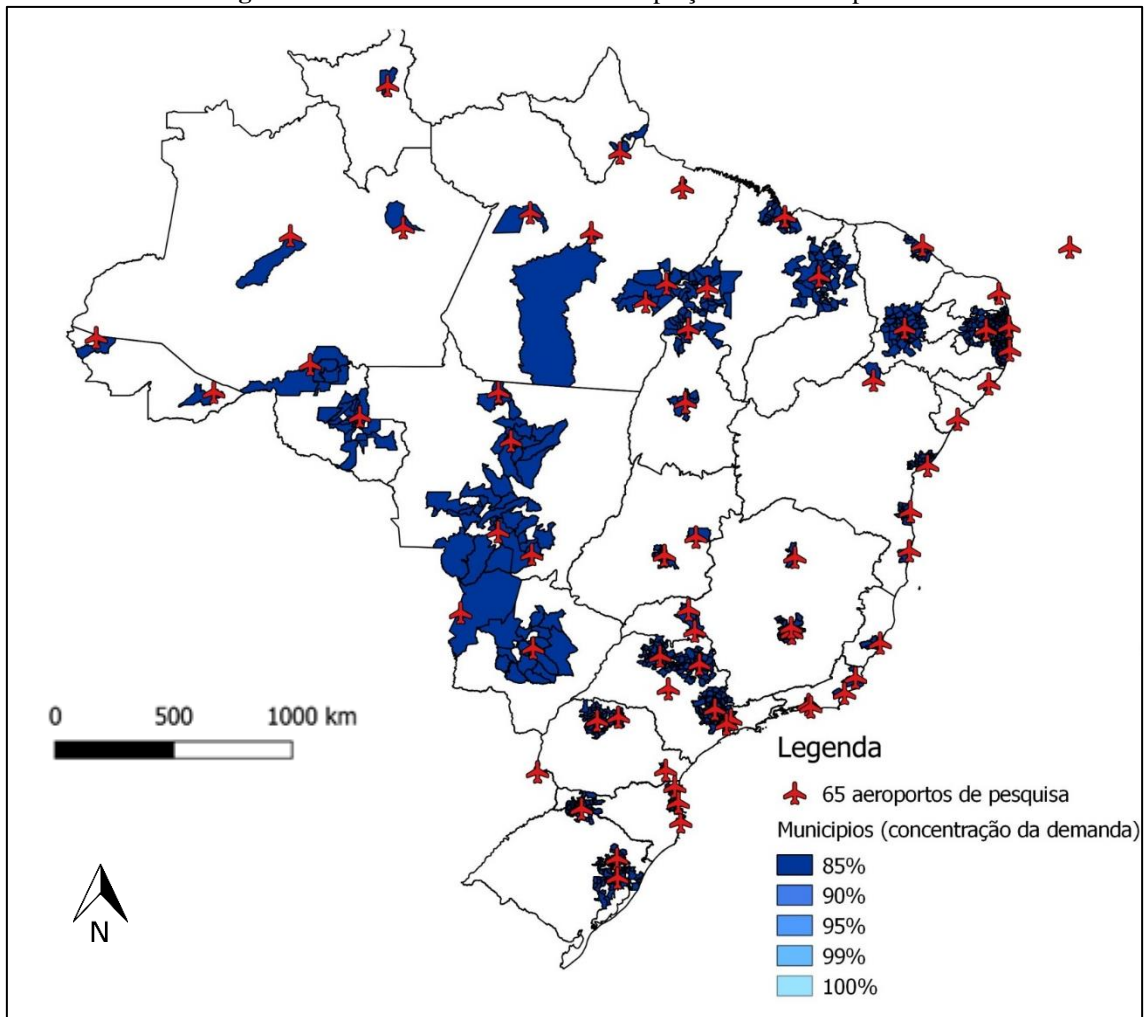 0 500 1000 km
N
Legenda
65 aeroportos de pesquisa
Municipios (concentração da demanda)
85%
90%
95%
99%
100%